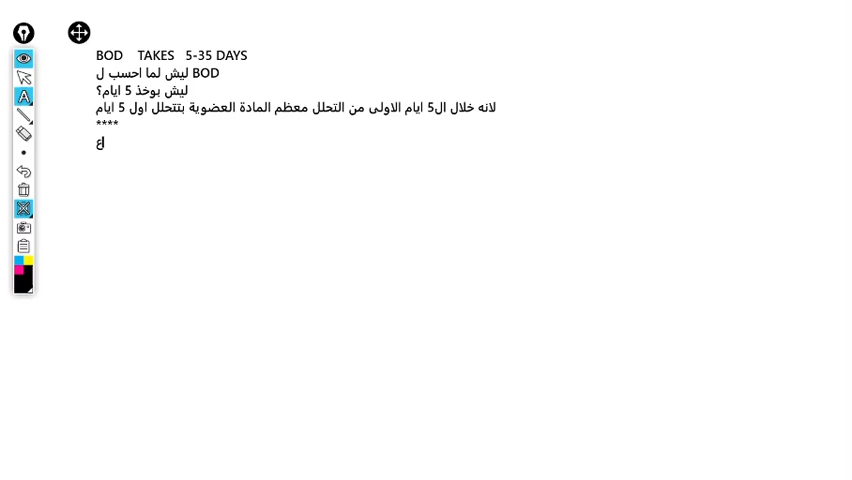 BOD TAKES 5-35 DAYS
ليش لما احسب ل BOD
ليش بوخذ 5 ايام؟
لانه خلال ال5 ايام الاولى من التحلل معظم المادة العضوية بتتحلل اول 5 ايام
****
ع